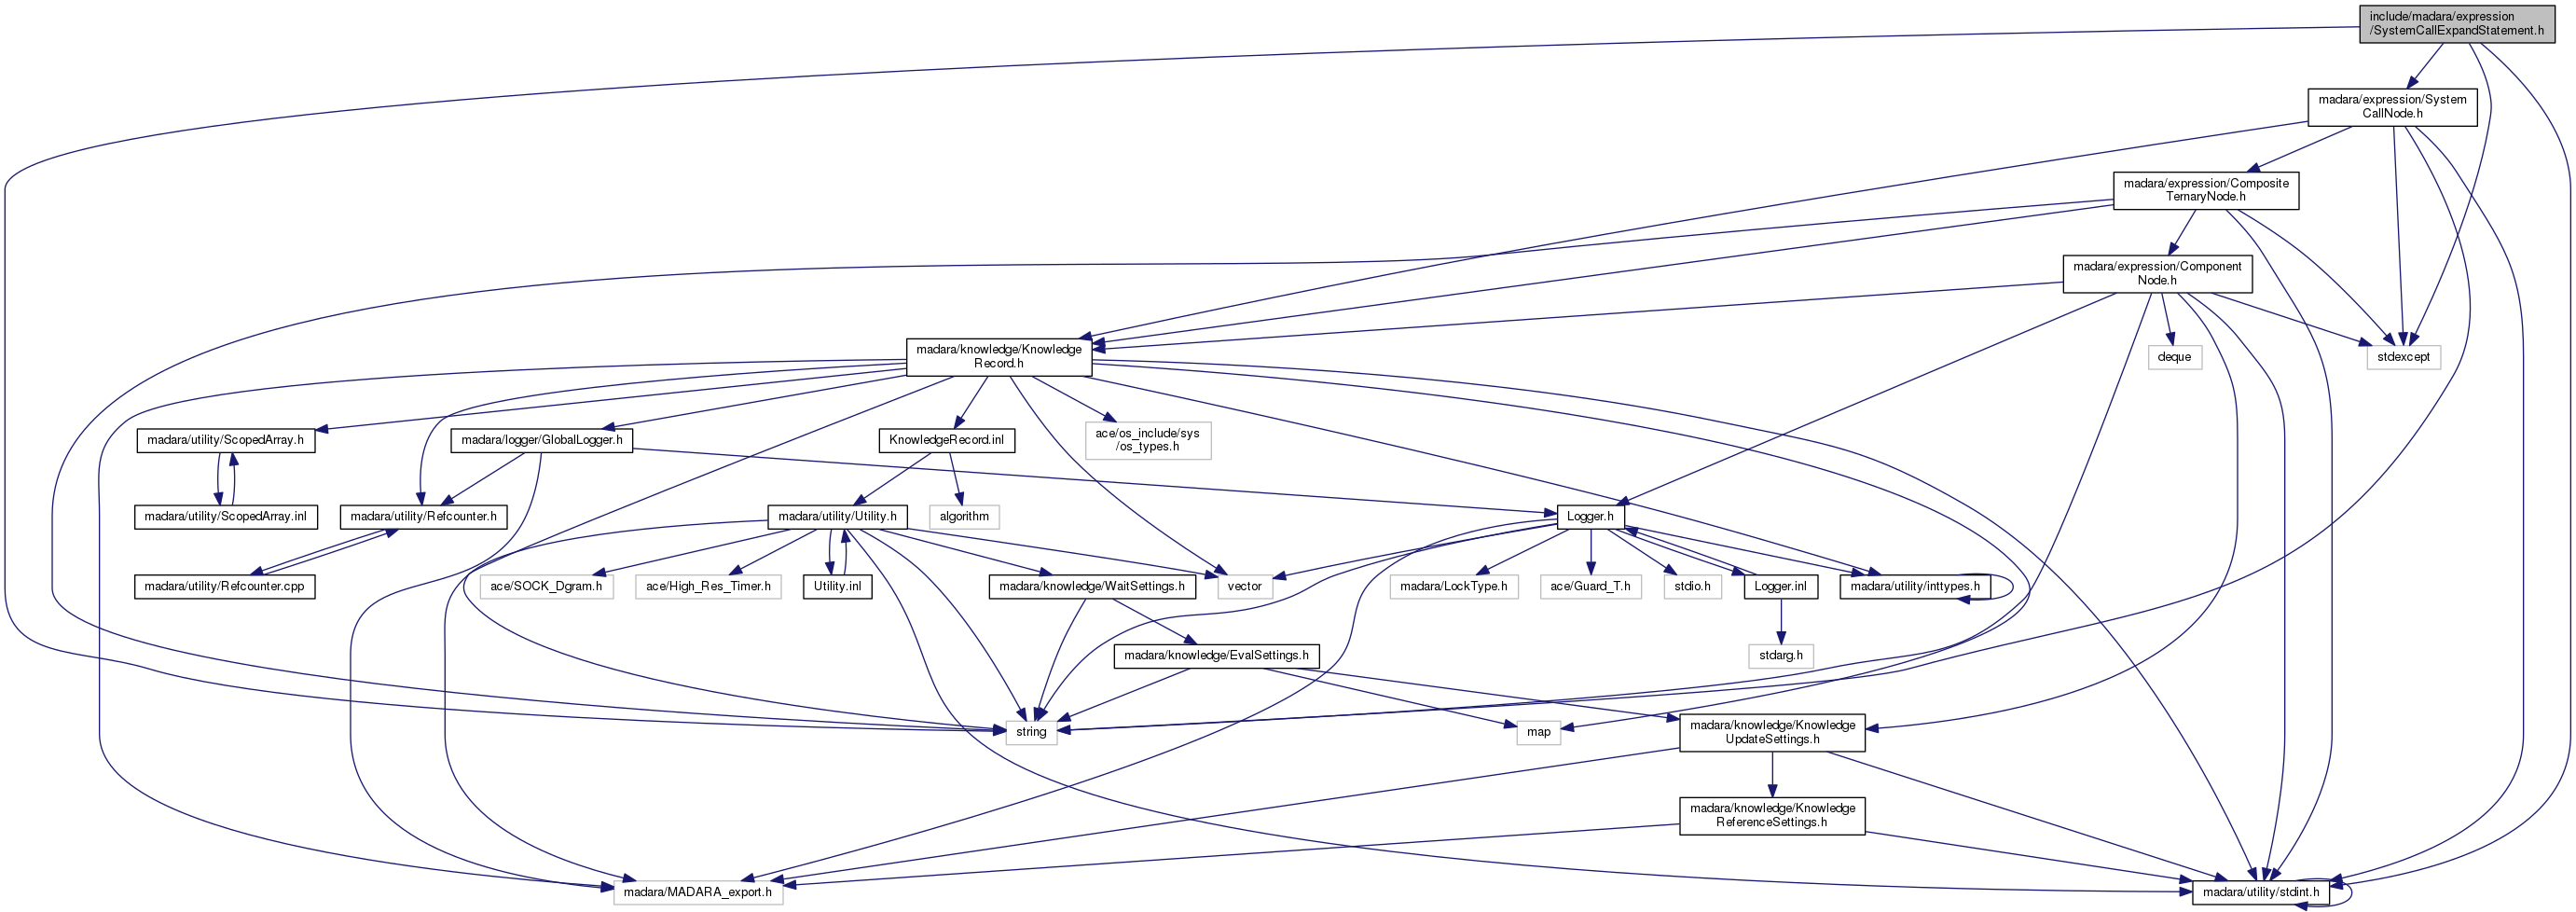 include/madara/expression
/SystemCallExpandStatement.h
madara/expression/System
CallNode.h
madara/expression/Composite
TernaryNode.h
madara/expression/Component
Node.h
madara/knowledge/Knowledge
Record.h
deque
stdexcept
madara/utility/ScopedArray.h
madara/logger/GlobalLogger.h
KnowledgeRecord.inl
ace/os_include/sys
/os_types.h
madara/utility/ScopedArray.inl
madara/utility/Refcounter.h
madara/utility/Utility.h
algorithm
Logger.h
madara/utility/Refcounter.cpp
ace/SOCK_Dgram.h
ace/High_Res_Timer.h
Utility.inl
madara/knowledge/WaitSettings.h
vector
madara/LockType.h
ace/Guard_T.h
stdio.h
Logger.inl
madara/utility/inttypes.h
madara/knowledge/EvalSettings.h
stdarg.h
string
map
madara/knowledge/Knowledge
UpdateSettings.h
madara/knowledge/Knowledge
ReferenceSettings.h
madara/MADARA_export.h
madara/utility/stdint.h